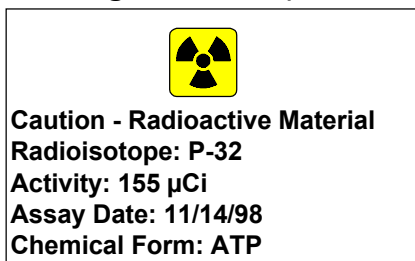 Caution - Radioactive Material
Radioisotope: P-32
Activity: 155 µCi
Assay Date: 11/14/98
Chemical Form: ATP